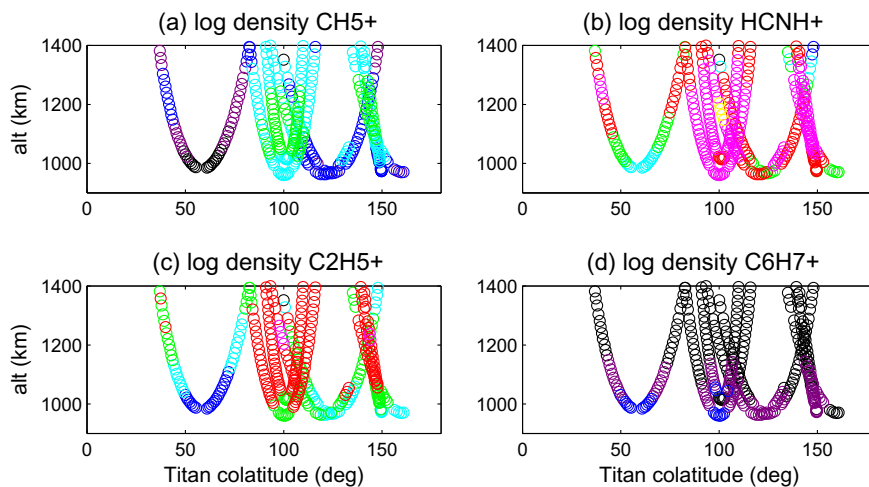 (a) log density CH5+
(b) log density HCNH+
alt (km)
1400
1200
1000
0 50 100 150
1400
1200
1000
0 50 100 150
(c) log density C2H5+
(d) log density C6H7+
alt (km)
1400
1200
1000
0 50 100 150
Titan colatitude (deg)
1400
1200
1000
0 50 100 150
Titan colatitude (deg)